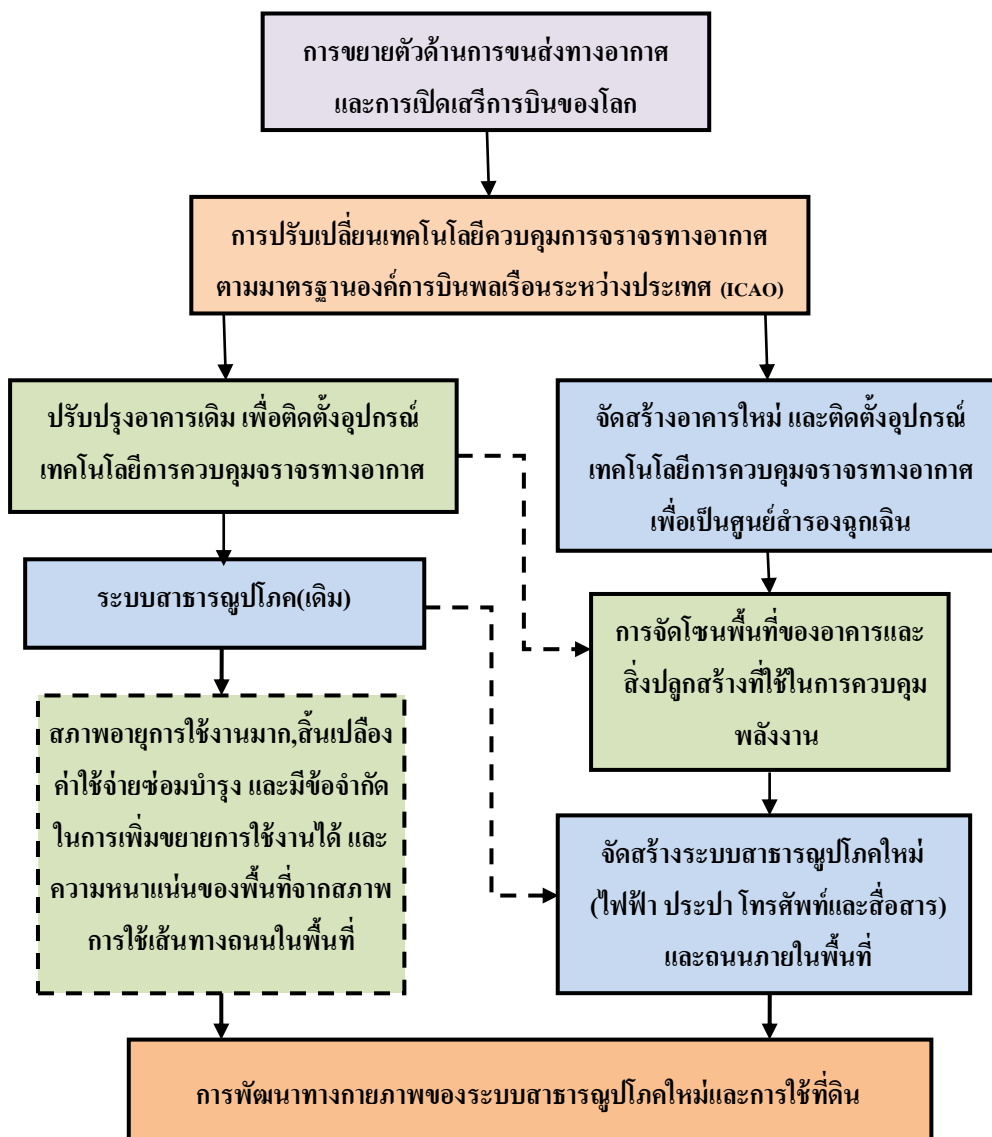 การขยายตัวด้านการขนส่งทางอากาศ
และการเปิดเสรีการบินของโลก
การปรับเปลี่ยนเทคโนโลยีควบคุมการจราจรทางอากาศ
ตามมาตรฐานองค์การบินพลเรือนระหว่างประเทศ (ICAO)
ปรับปรุงอาคารเดิม เพื่อติดตั้งอุปกรณ์
เทคโนโลยีการควบคุมจราจรทางอากาศ
จัดสร้างอาคารใหม่ และติดตั้งอุปกรณ์
เทคโนโลยีการควบคุมจราจรทางอากาศ
เพื่อเป็นศูนย์สำรองฉุกเฉิน
ระบบสาธารณูปโภค(เดิม)
การจัดโซนพื้นที่ของอาคารและ
สิ่งปลูกสร้างที่ใช้ในการควบคุม
พลังงาน
สภาพอายุการใช้งานมาก,สิ้นเปลือง
ค่าใช้จ่ายซ่อมบำรุง และมีข้อจำกัด
ในการเพิ่มขยายการใช้งานได้ และ
ความหนาแน่นของพื้นที่จากสภาพ
การใช้เส้นทางถนนในพื้นที่
จัดสร้างระบบสาธารณูปโภคใหม่
(ไฟฟ้า ประปา โทรศัพท์และสื่อสาร)
และถนนภายในพื้นที่
การพัฒนาทางกายภาพของระบบสาธารณูปโภคใหม่และการใช้ที่ดิน